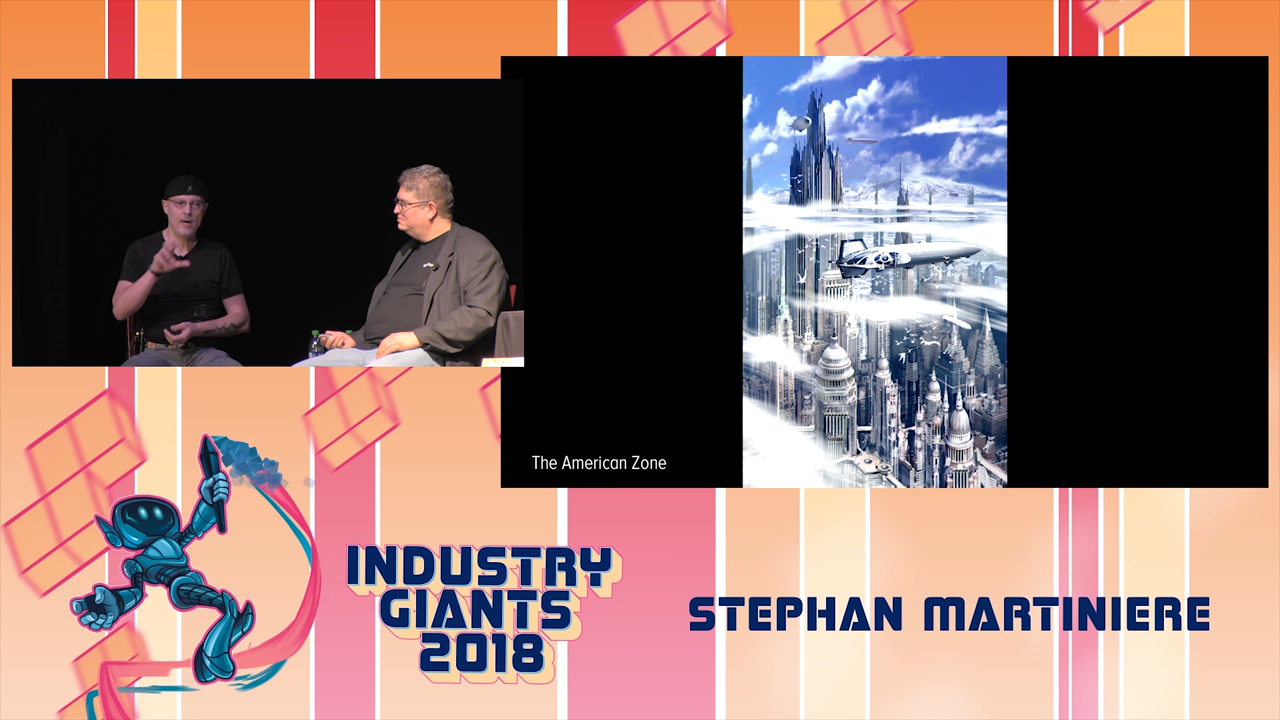 The American Zone
INDUSTRY
GIANTS
2018
STEPHAN MARTINIERE